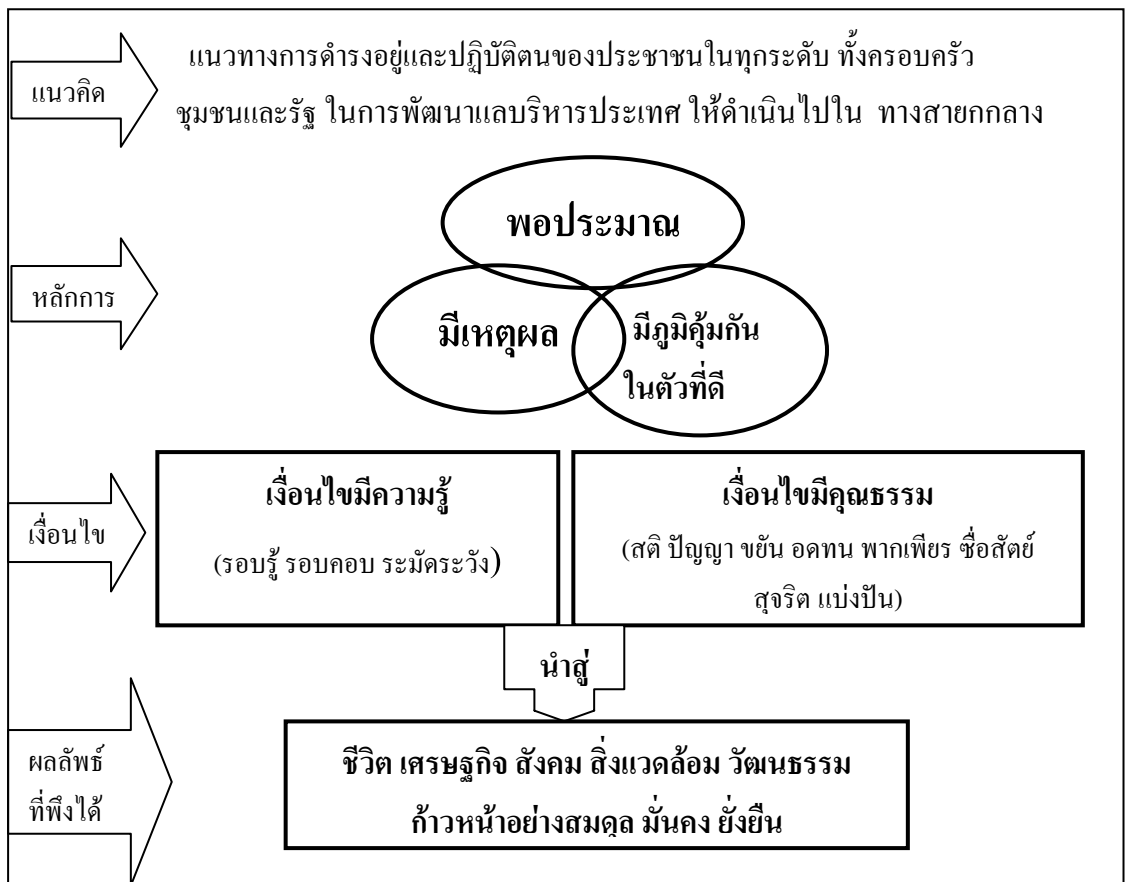 แนวทางการดำรงอยู่และปฏิบัติตนของประชาชนในทุกระดับ ทั้งครอบครัว
แนวคิด
ชุมชนและรัฐ ในการพัฒนาแลบริหารประเทศ ให้ดำเนินไปใน ทางสายกกลาง
พอประมาณ
หลักการ
มีเหตุผล
มีภูมิคุ้มกัน
ในตัวที่ดี
เงื่อนไข
เงื่อนไขมีความรู้
(รอบรู้ รอบคอบ ระมัดระวัง)
เงื่อนไขมีคุณธรรม
(สติ ปัญญา ขยัน อดทน พากเพียร ซื่อสัตย์
สุจริต แบ่งปัน)
นำสู่
ผลลัพธ์
ที่พึงได้
ชีวิต เศรษฐกิจ สังคม สิ่งแวดล้อม วัฒนธรรม
ก้าวหน้าอย่างสมดุล มั่นคง ยั่งยืน